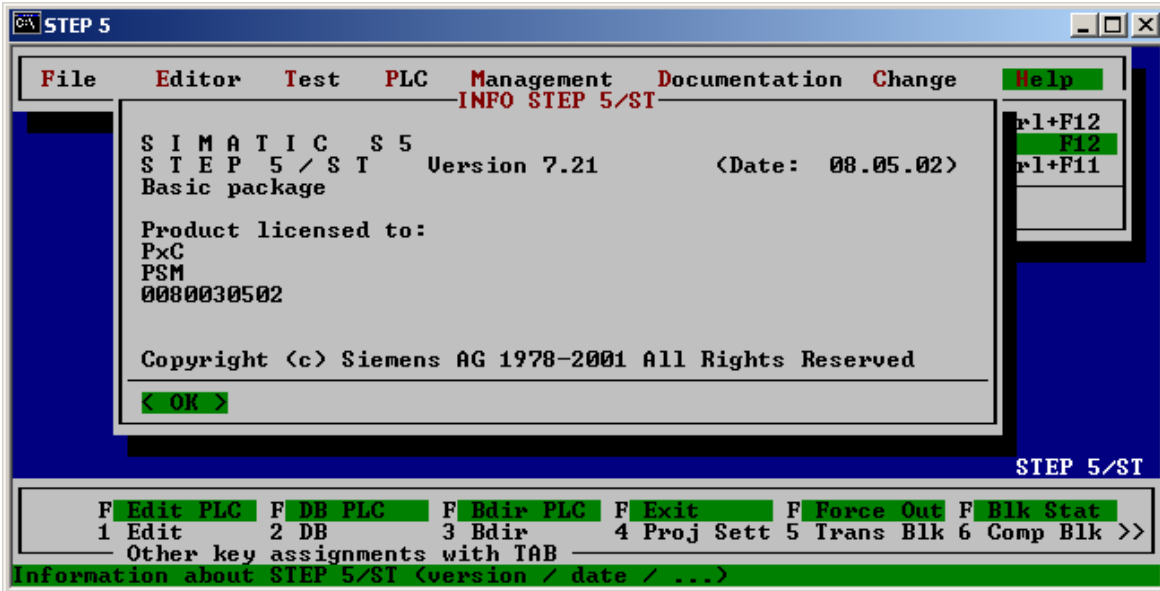 STEP 5
File Editor Test PLC Management Documentation Change Help
INFO STEP 5/ST
rl+F12
F12
rl+F11
S I M A T I C   S 5
S T E P  5 / S T   Version 7.21   (Date: 08.05.02)
Basic package
Product licensed to:
PxC
PSM
0080030502
Copyright (c) Siemens AG 1978-2001 All Rights Reserved
< OK >
STEP 5/ST
F Edit PLC F DB PLC F Bdir PLC F Exit F Force Out F Blk Stat
1 Edit 2 DB 3 Bdir 4 Proj Sett 5 Trans Blk 6 Comp Blk >>
Other key assignments with TAB
Information about STEP 5/ST (version / date / ...)